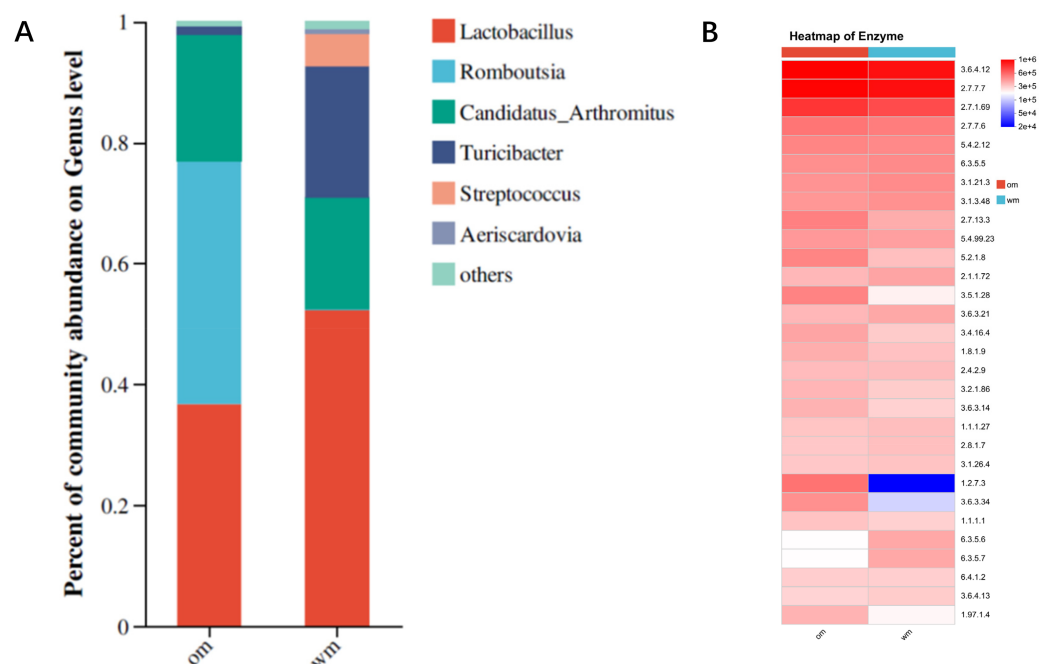 A
Percent of community abundance on Genus level
1
0.8
0.6
0.4
0.2
0
om
wm
Lactobacillus
Romboutsia
Candidatus_Arthromitus
Turicibacter
Streptococcus
Aeriscardovia
others
B
Heatmap of Enzyme
3.6.4.12
2.7.7.7
2.7.1.69
2.7.7.6
5.4.2.12
6.3.5.5
3.1.21.3
3.1.3.48
2.7.13.3
5.4.99.23
5.2.1.8
2.1.1.72
3.5.1.28
3.6.3.21
3.4.16.4
1.8.1.9
2.4.2.9
3.2.1.86
3.6.3.14
1.1.1.27
2.8.1.7
3.1.26.4
1.2.7.3
3.6.3.34
1.1.1.1
6.3.5.6
6.3.5.7
6.4.1.2
3.6.4.13
1.97.1.4
om
wm
1e+6
6e+5
3e+5
1e+5
5e+4
2e+4
om
wm